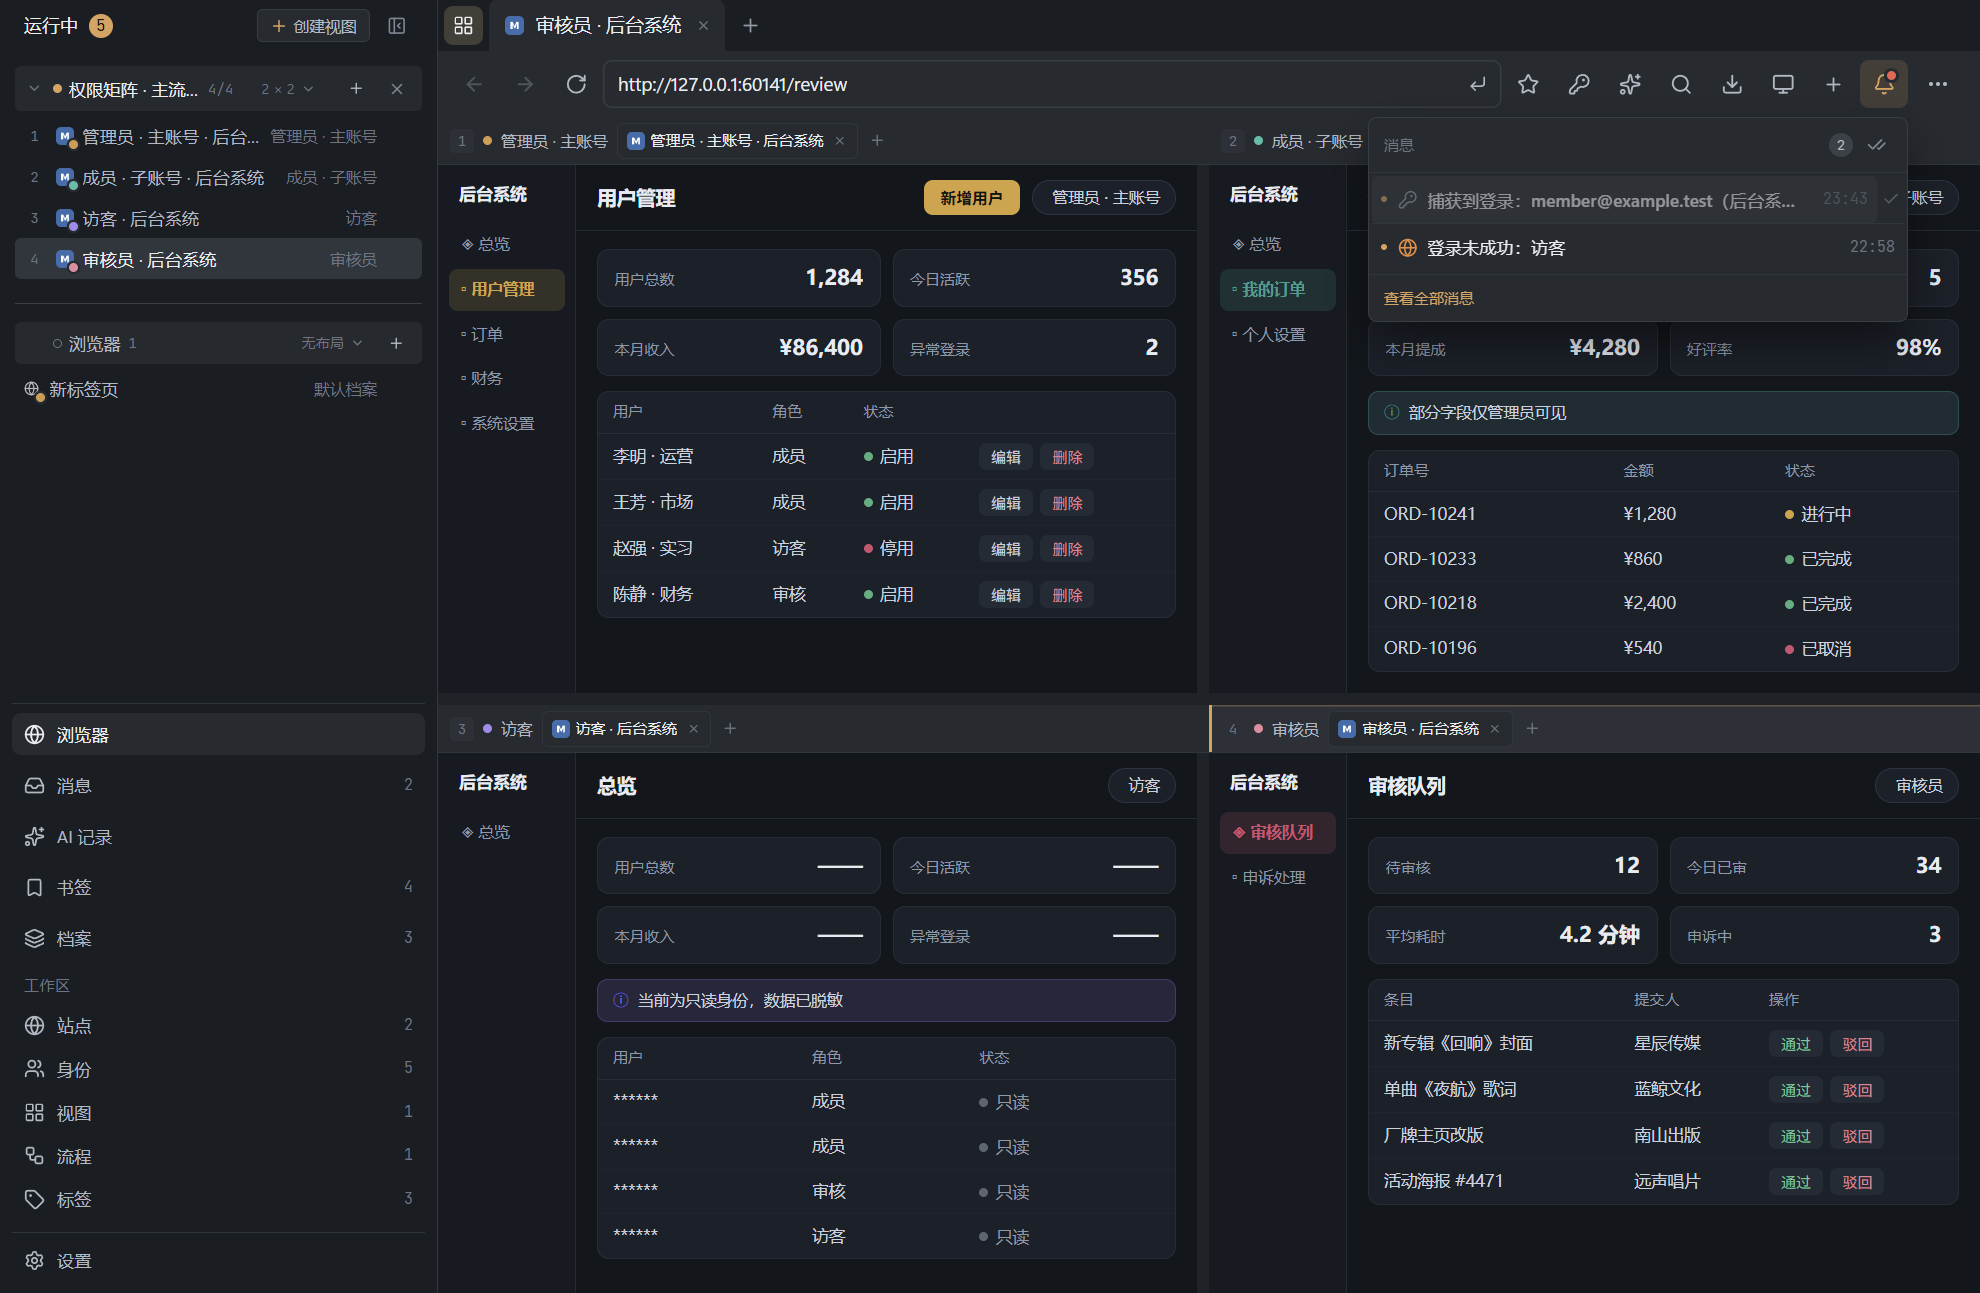 运行中 5
创建视图
权限矩阵 · 主流... 4/4 2 × 2
1 管理员 · 主账号 · 后台... 管理员 · 主账号
2 成员 · 子账号 · 后台系统 成员 · 子账号
3 访客 · 后台系统 访客
4 审核员 · 后台系统 审核员
浏览器 1 无布局
新标签页 默认档案
浏览器
消息 2
AI 记录
书签 4
档案 3
工作区
站点 2
身份 5
视图 1
流程 1
标签 3
设置
M 审核员 · 后台系统
http://127.0.0.1:60141/review
1 管理员 · 主账号 M 管理员 · 主账号 · 后台系统
后台系统
总览
用户管理
订单
财务
系统设置
用户管理 新增用户 管理员 · 主账号
用户总数 1,284 今日活跃 356
本月收入 ¥86,400 异常登录 2
用户 角色 状态
李明 · 运营 成员 启用 编辑 删除
王芳 · 市场 成员 启用 编辑 删除
赵强 · 实习 访客 停用 编辑 删除
陈静 · 财务 审核 启用 编辑 删除
2 成员 · 子账号
消息 2
捕获到登录：member@example.test（后台系... 23:43
登录未成功：访客 22:58
查看全部消息
后台系统
总览
我的订单
个人设置
账号
5
本月提成 ¥4,280 好评率 98%
部分字段仅管理员可见
订单号 金额 状态
ORD-10241 ¥1,280 进行中
ORD-10233 ¥860 已完成
ORD-10218 ¥2,400 已完成
ORD-10196 ¥540 已取消
3 访客 M 访客 · 后台系统
后台系统
总览
总览 访客
用户总数 —— 今日活跃 ——
本月收入 —— 异常登录 ——
当前为只读身份，数据已脱敏
用户 角色 状态
****** 成员 只读
****** 成员 只读
****** 审核 只读
****** 访客 只读
4 审核员 M 审核员 · 后台系统
后台系统
审核队列
申诉处理
审核队列 审核员
待审核 12 今日已审 34
平均耗时 4.2 分钟 申诉中 3
条目 提交人 操作
新专辑《回响》封面 星辰传媒 通过 驳回
单曲《夜航》歌词 蓝鲸文化 通过 驳回
厂牌主页改版 南山出版 通过 驳回
活动海报 #4471 远声唱片 通过 驳回